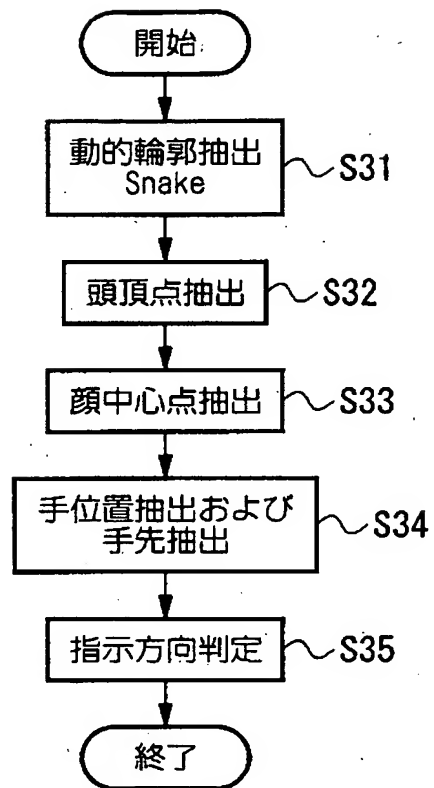 開始
動的輪郭抽出
Snake
S31
頭頂点抽出
S32
顔中心点抽出
S33
手位置抽出および
手先抽出
S34
指示方向判定
S35
終了